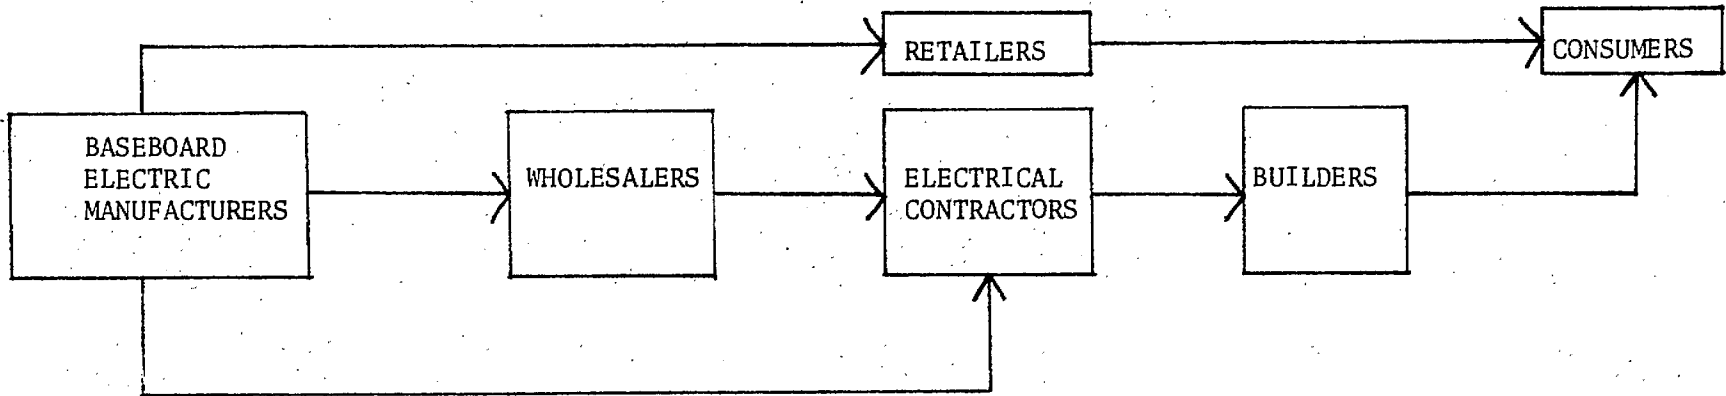 RETAILERS
CONSUMERS
BASEBOARD
ELECTRIC
MANUFACTURERS
WHOLESALERS
ELECTRICAL
CONTRACTORS
BUILDERS